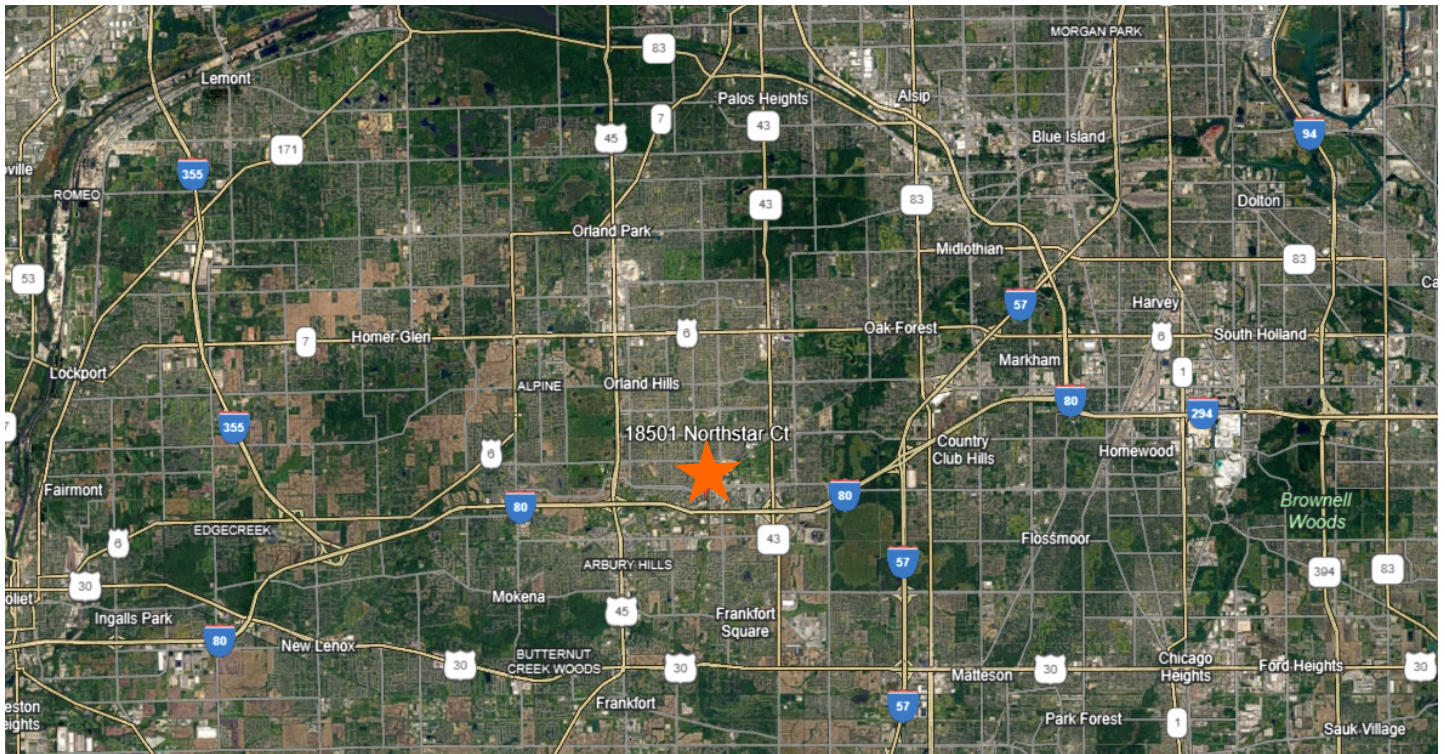 MORGAN PARK
83
Lemont
Palos Heights
Alsip
7
43
45
94
Blue Island
171
355
ROMEO
83
43
Dolton
Orland Park
Midlothian
83
53
57
Harvey
6
Oak Forest
6
South Holland
7
Homer Glen
Markham
Lockport
1
Orland Hills
ALPINE
80
294
355
18501 Northstar Ct
Country
Club Hills
6
Homewood
Fairmont
80
80
Brownell
Woods
EDGECREEK
6
43
Flossmoor
57
ARBURY HILLS
394
83
30
Mokena
45
Frankfort
Square
Ingalls Park
80
New Lenox
BUTTERNUT
CREEK WOODS
30
30
Matteson
30
Chicago
Heights
Ford Heights
30
Frankfort
57
Park Forest
1
Sauk Village